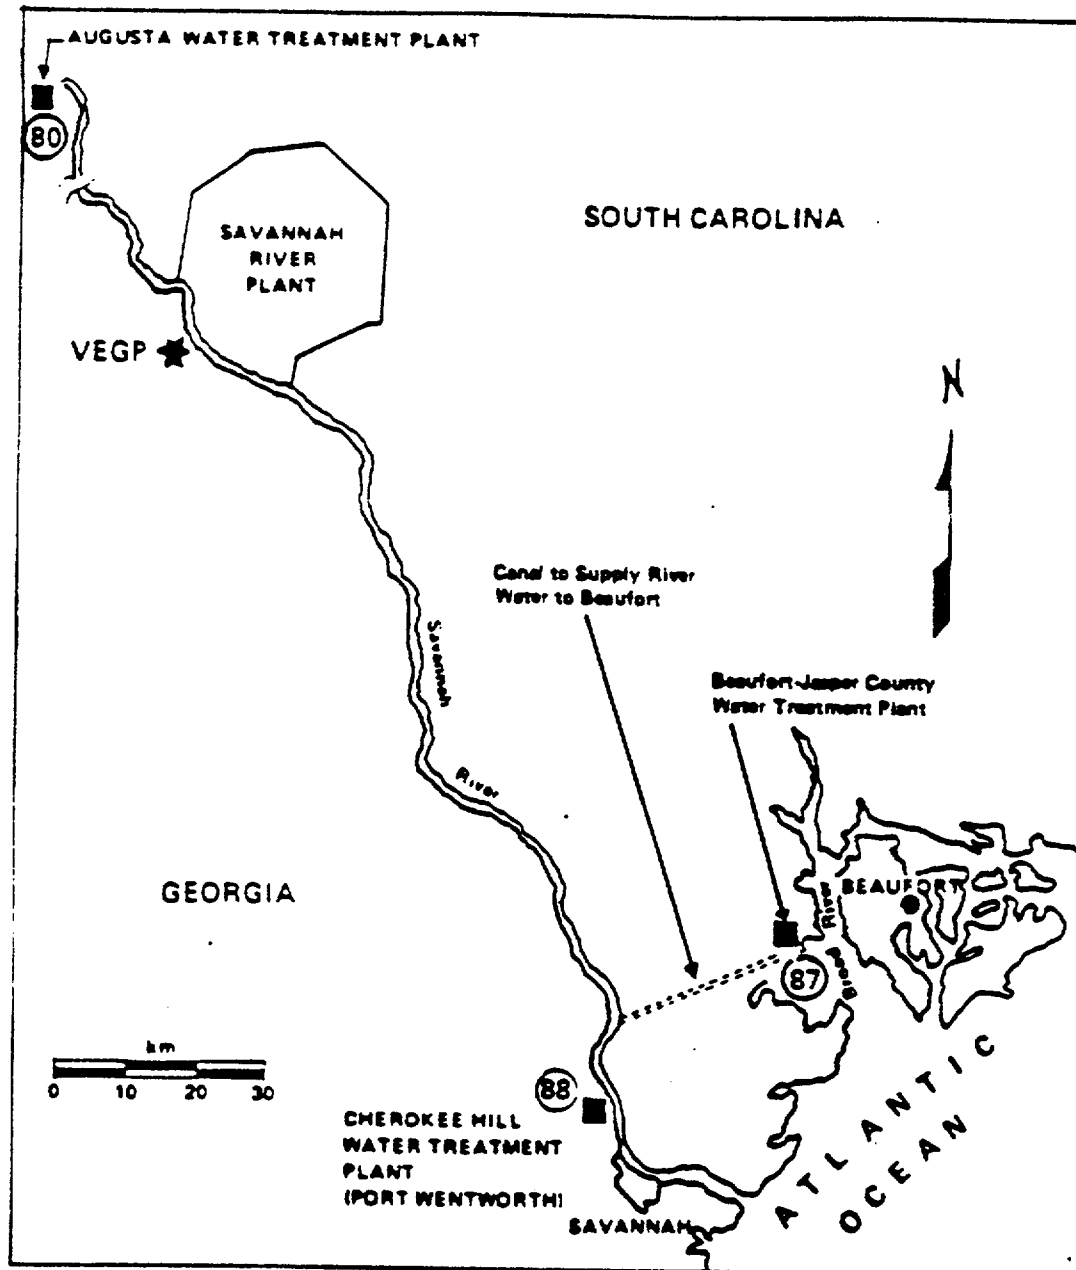 AUGUSTA WATER TREATMENT PLANT
80
SOUTH CAROLINA
SAVANNAH
RIVER
PLANT
VEGP
N
Canal to Supply River
Water to Beaufort
Savannah
River
Beaufort-Jasper County
Water Treatment Plant
GEORGIA
BEAUFORT
Broad River
87
km
0 10 20 30
88
CHEROKEE HILL
WATER TREATMENT
PLANT
(PORT WENTWORTH)
SAVANNAH
ATLANTIC
OCEAN